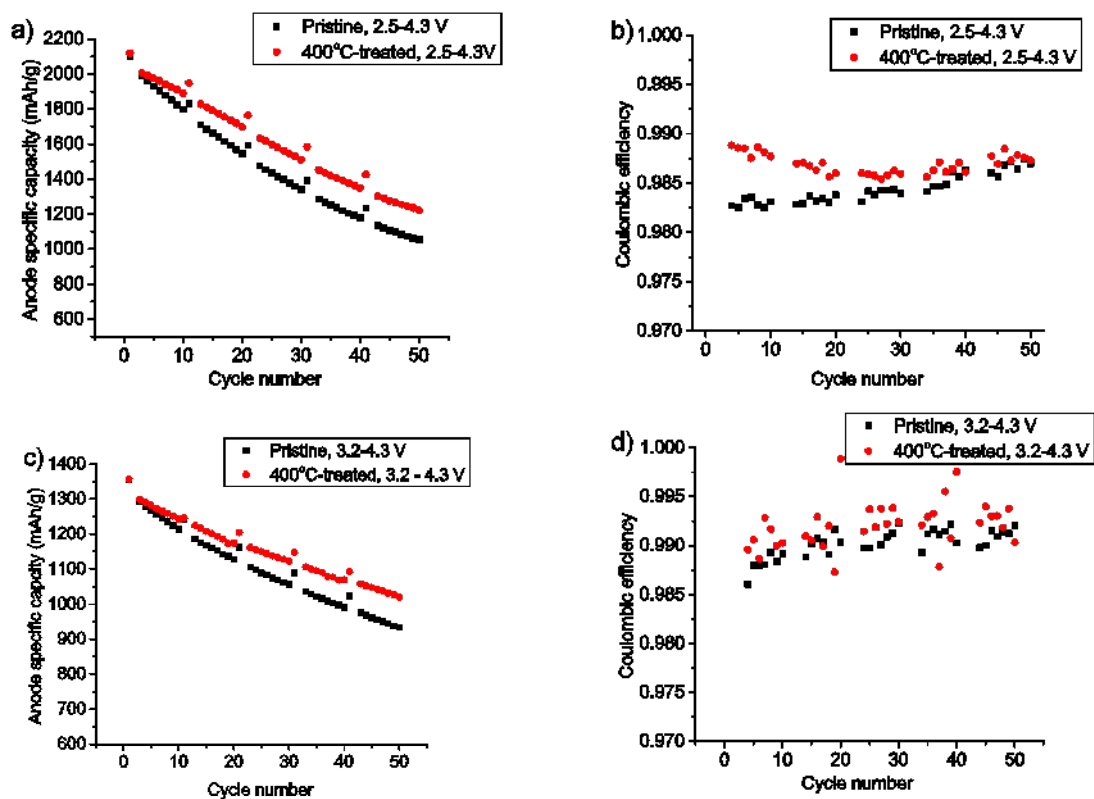 a)
Pristine, 2.5-4.3 V
400°C-treated, 2.5-4.3V
2200
2000
1800
1600
1400
1200
1000
800
600
Anode specific capacity (mAh/g)
0 10 20 30 40 50
Cycle number
b)
Pristine, 2.5-4.3 V
400°C-treated, 2.5-4.3 V
1.000
0.995
0.990
0.985
0.980
0.975
0.970
Coulombic efficiency
0 10 20 30 40 50
Cycle number
c)
Pristine, 3.2-4.3 V
400°C-treated, 3.2 - 4.3 V
1400
1300
1200
1100
1000
900
800
700
600
Anode specific capcity (mAh/g)
0 10 20 30 40 50
Cycle number
d)
Pristine, 3.2-4.3 V
400°C-treated, 3.2-4.3 V
1.000
0.995
0.990
0.985
0.980
0.975
0.970
Coulombic efficiency
0 10 20 30 40 50
Cycle number